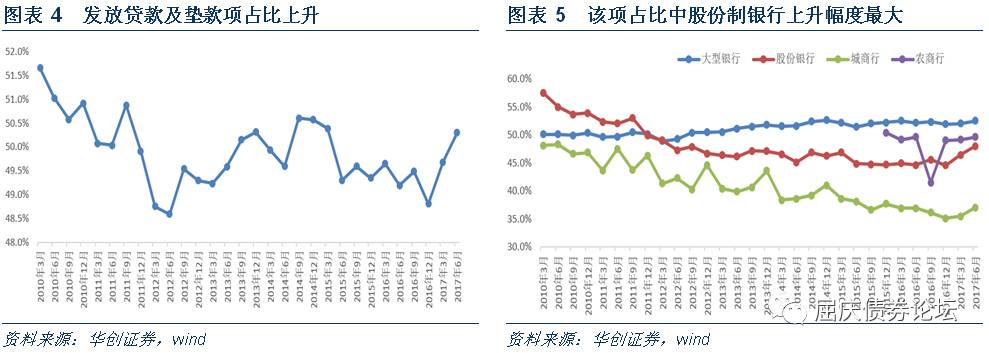 图表 4 发放贷款及垫款项占比上升
52.0%
51.5%
51.0%
50.5%
50.0%
49.5%
49.0%
48.5%
48.0%
2010年3月
2010年6月
2010年9月
2010年12月
2011年3月
2011年6月
2011年9月
2011年12月
2012年3月
2012年6月
2012年9月
2012年12月
2013年3月
2013年6月
2013年9月
2013年12月
2014年3月
2014年6月
2014年9月
2014年12月
2015年3月
2015年6月
2015年9月
2015年12月
2016年3月
2016年6月
2016年9月
2016年12月
2017年3月
2017年6月
资料来源：华创证券，wind
图表 5 该项占比中股份制银行上升幅度最大
大型银行 股份银行 城商行 农商行
60.0%
55.0%
50.0%
45.0%
40.0%
35.0%
30.0%
2010年3月
2010年6月
2010年9月
2010年12月
2011年3月
2011年6月
2011年9月
2011年12月
2012年3月
2012年6月
2012年9月
2012年12月
2013年3月
2013年6月
2013年9月
2013年12月
2014年3月
2014年6月
2014年9月
2014年12月
2015年3月
2015年6月
2015年9月
2015年12月
2016年3月
2016年6月
2016年9月
2016年12月
2017年3月
2017年6月
屈庆债券论坛
资料来源：华创证券，wind